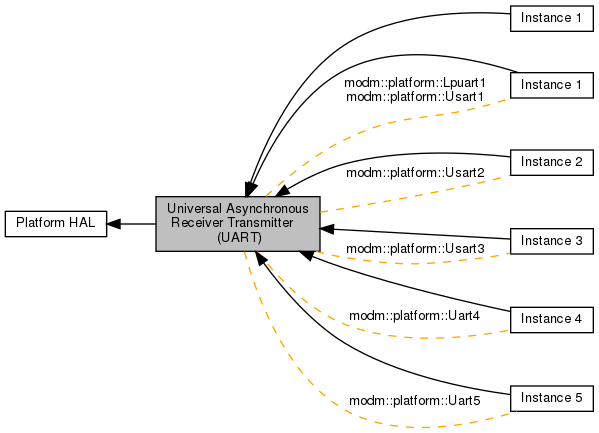 Instance 1
Instance 1
modm::platform::Lpuart1
modm::platform::Usart1
Instance 2
modm::platform::Usart2
Universal Asynchronous
Receiver Transmitter
(UART)
Platform HAL
Instance 3
modm::platform::Usart3
Instance 4
modm::platform::Uart4
Instance 5
modm::platform::Uart5